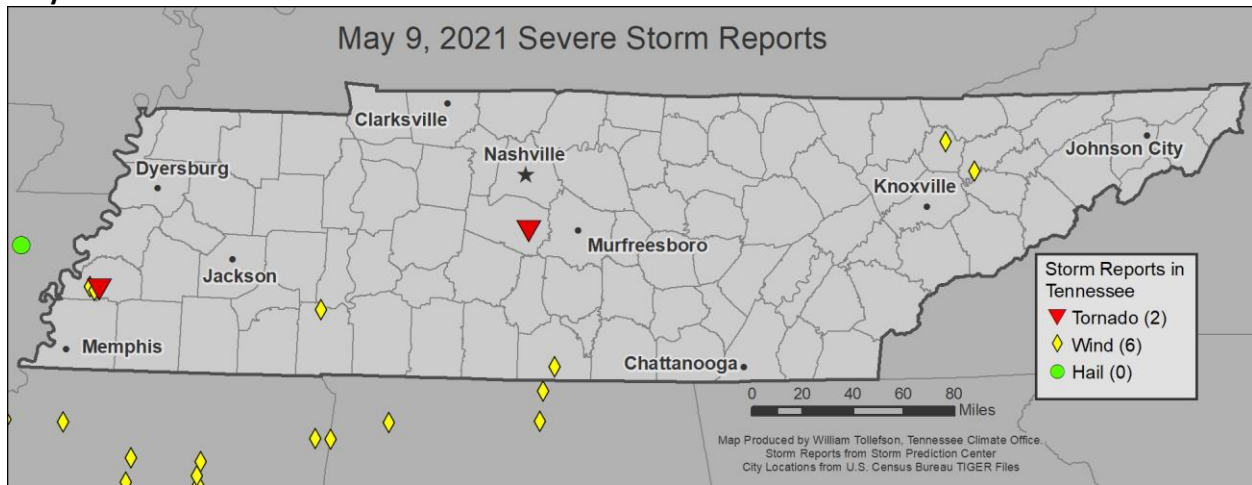 May 9, 2021 Severe Storm Reports
Clarksville
Nashville
Dyersburg
Johnson City
Knoxville
Murfreesboro
Jackson
Memphis
Chattanooga
Storm Reports in
Tennessee
Tornado (2)
Wind (6)
Hail (0)
0 20 40 60 80
Miles
Map Produced by William Tollefson, Tennessee Climate Office.
Storm Reports from Storm Prediction Center
City Locations from U.S. Census Bureau TIGER Files